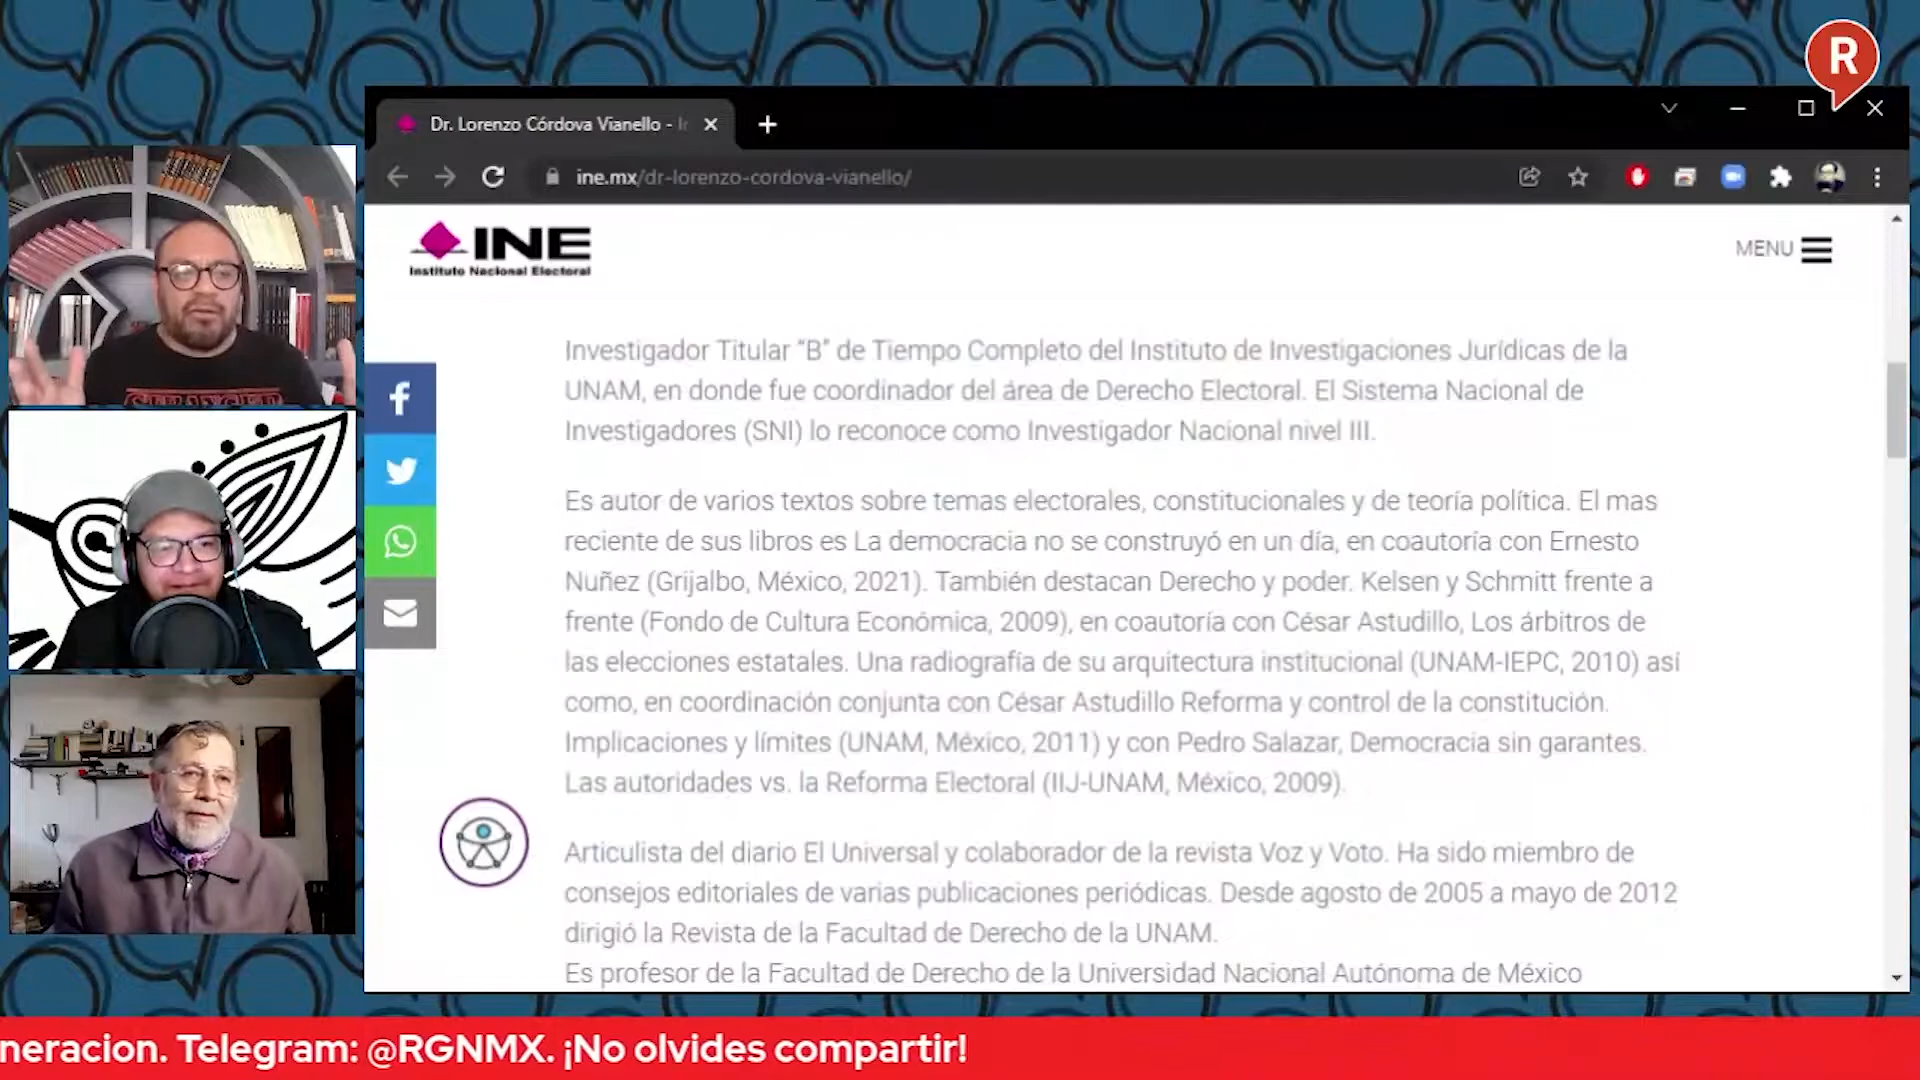 R
Dr. Lorenzo Córdova Vianello - I
ine.mx/dr-lorenzo-cordova-vianello/
INE
Instituto Nacional Electoral
MENU
Investigador Titular “B” de Tiempo Completo del Instituto de Investigaciones Jurídicas de la
UNAM, en donde fue coordinador del área de Derecho Electoral. El Sistema Nacional de
Investigadores (SNI) lo reconoce como Investigador Nacional nivel III.
Es autor de varios textos sobre temas electorales, constitucionales y de teoría política. El mas
reciente de sus libros es La democracia no se construyó en un día, en coautoría con Ernesto
Nuñez (Grijalbo, México, 2021). También destacan Derecho y poder. Kelsen y Schmitt frente a
frente (Fondo de Cultura Económica, 2009), en coautoría con César Astudillo, Los árbitros de
las elecciones estatales. Una radiografía de su arquitectura institucional (UNAM-IEPC, 2010) así
como, en coordinación conjunta con César Astudillo Reforma y control de la constitución.
Implicaciones y límites (UNAM, México, 2011) y con Pedro Salazar, Democracia sin garantes.
Las autoridades vs. la Reforma Electoral (IIJ-UNAM, México, 2009).
Articulista del diario El Universal y colaborador de la revista Voz y Voto. Ha sido miembro de
consejos editoriales de varias publicaciones periódicas. Desde agosto de 2005 a mayo de 2012
dirigió la Revista de la Facultad de Derecho de la UNAM.
Es profesor de la Facultad de Derecho de la Universidad Nacional Autónoma de México
neracion. Telegram: @RGNMX. ¡No olvides compartir!